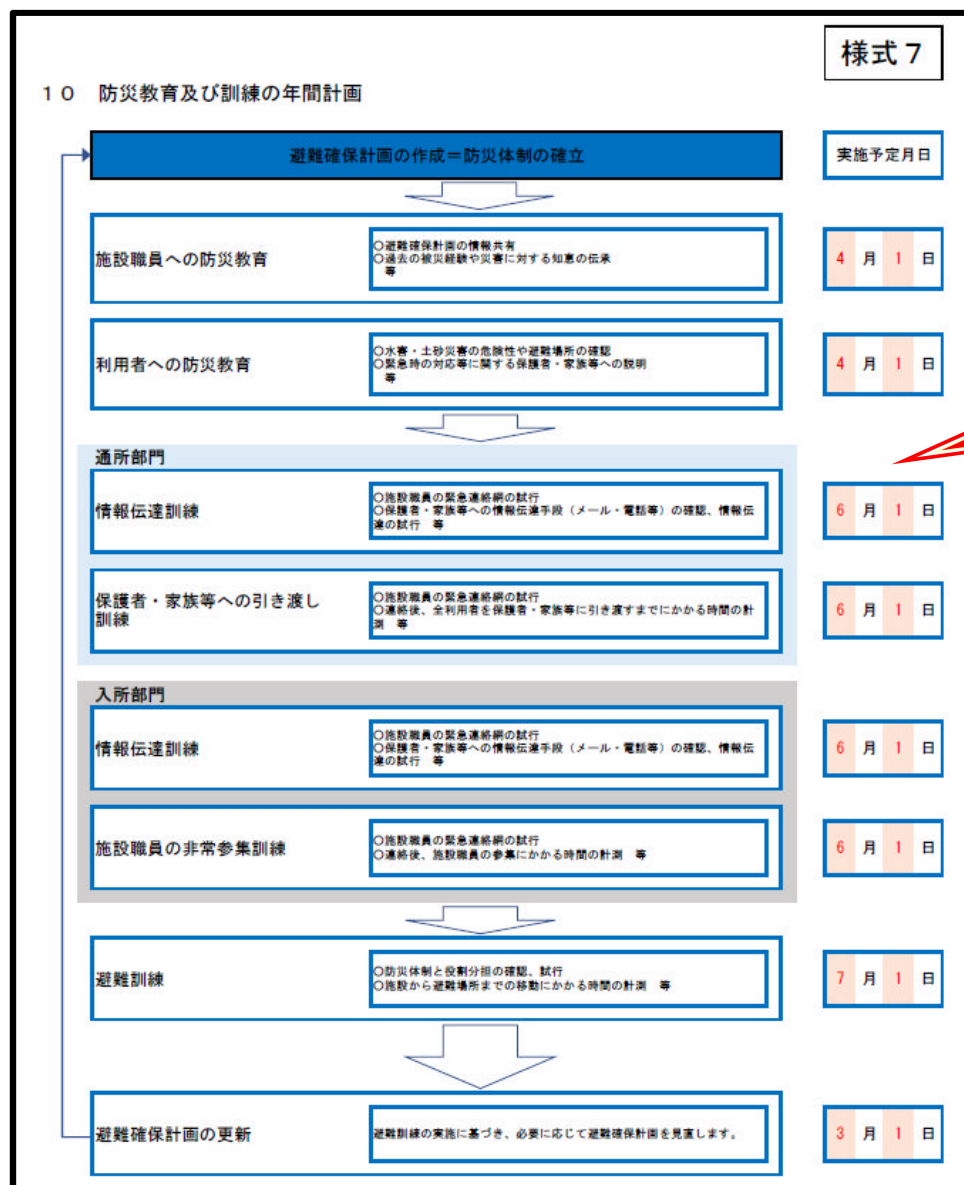 様式７
１０　防災教育及び訓練の年間計画
避難確保計画の作成＝防災体制の確立
実施予定月日
施設職員への防災教育
○避難確保計画の情報共有
○過去の被災経験や災害に対する知恵の伝承
等
4 月 1 日
利用者への防災教育
○水害・土砂災害の危険性や避難場所の確認
○緊急時の対応等に関する保護者・家族等への説明
等
4 月 1 日
通所部門
情報伝達訓練
○施設職員の緊急連絡網の試行
○保護者・家族等への情報伝達手段（メール・電話等）の確認、情報伝
達の試行　等
6 月 1 日
保護者・家族等への引き渡し
訓練
○施設職員の緊急連絡網の試行
○連絡後、全利用者を保護者・家族等に引き渡すまでにかかる時間の計
測　等
6 月 1 日
入所部門
情報伝達訓練
○施設職員の緊急連絡網の試行
○保護者・家族等への情報伝達手段（メール・電話等）の確認、情報伝
達の試行　等
6 月 1 日
施設職員の非常参集訓練
○施設職員の緊急連絡網の試行
○連絡後、施設職員の参集にかかる時間の計測　等
6 月 1 日
避難訓練
○防災体制と役割分担の確認、試行
○施設から避難場所までの移動にかかる時間の計測　等
7 月 1 日
避難確保計画の更新
避難訓練の実施に基づき、必要に応じて避難確保計画を見直します。
3 月 1 日